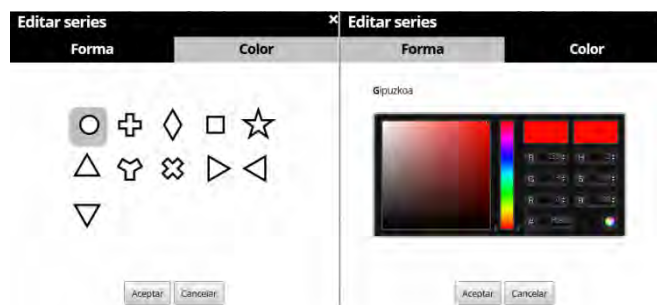 Editar series
×
Forma
Color
Aceptar
Cancelar
Editar series
Forma
Color
Gipuzkoa
Aceptar
Cancelar